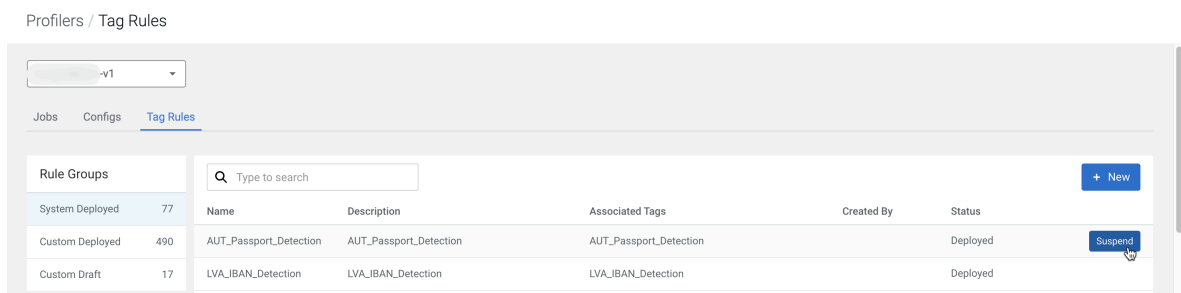 Profilers / Tag Rules
-v1
Jobs Configs Tag Rules
Rule Groups
System Deployed 77
Custom Deployed 490
Custom Draft 17
Type to search
+ New
Name Description Associated Tags Created By Status
AUT_Passport_Detection AUT_Passport_Detection AUT_Passport_Detection Deployed Suspend
LVA_IBAN_Detection LVA_IBAN_Detection LVA_IBAN_Detection Deployed